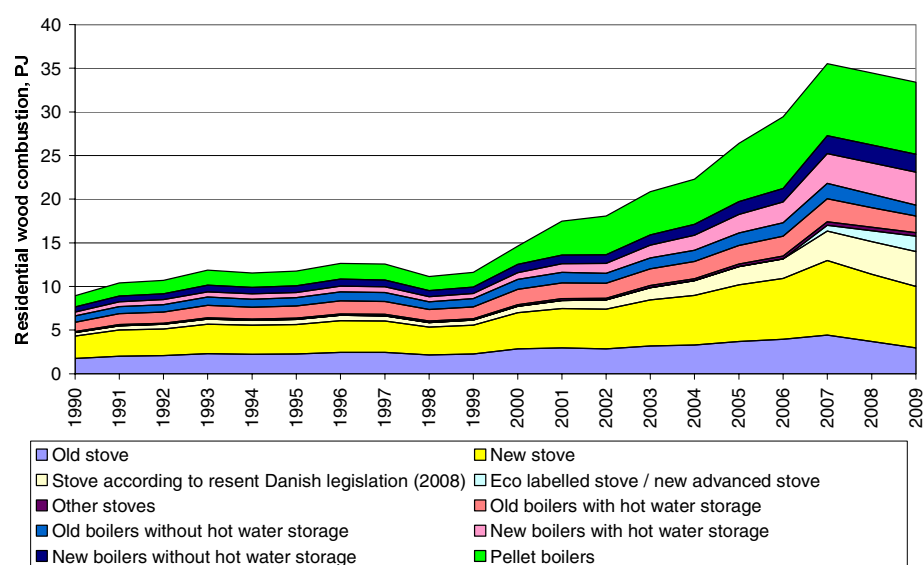 Residential wood combustion, PJ
40
35
30
25
20
15
10
5
0
1990 1991 1992 1993 1994 1995 1996 1997 1998 1999 2000 2001 2002 2003 2004 2005 2006 2007 2008 2009
Old stove New stove
Stove according to resent Danish legislation (2008) Eco labelled stove / new advanced stove
Other stoves Old boilers with hot water storage
Old boilers without hot water storage New boilers with hot water storage
New boilers without hot water storage Pellet boilers